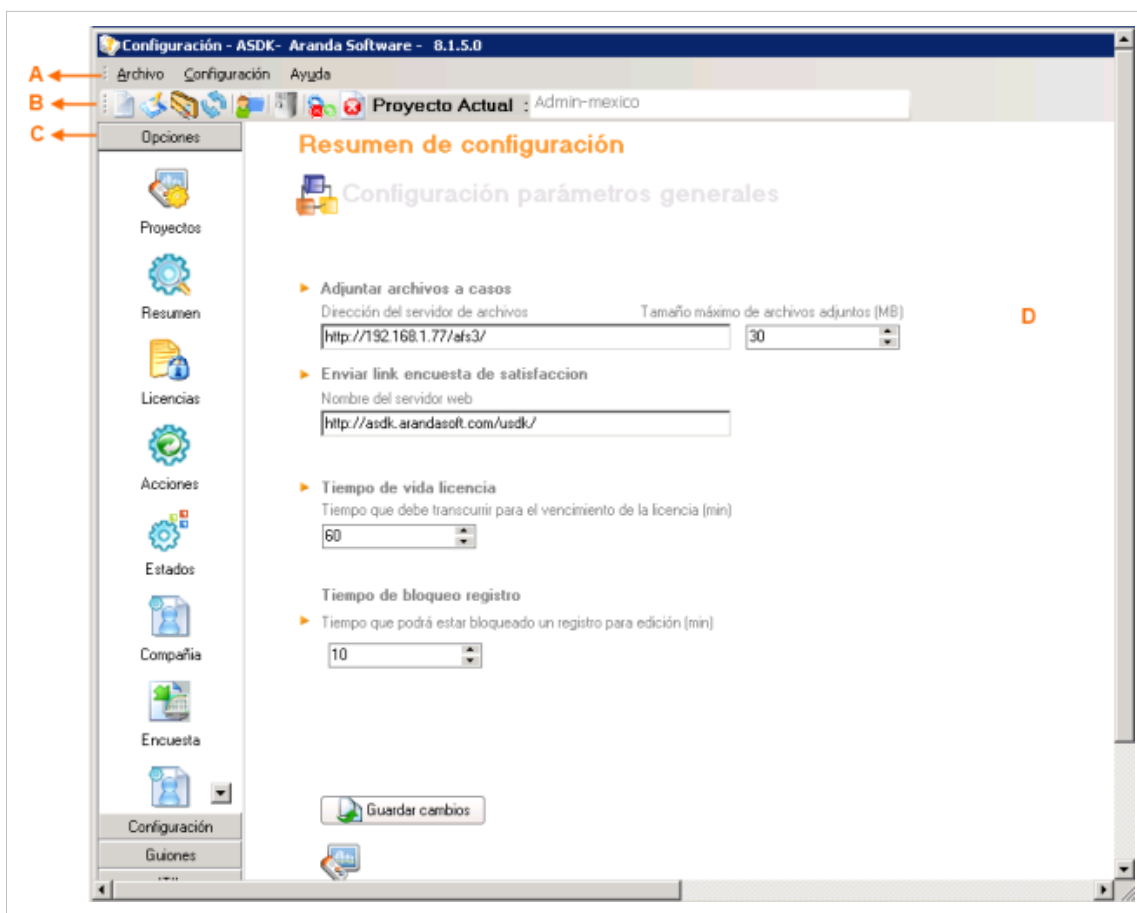 Configuración - ASDK- Aranda Software - 8.1.5.0
A
Archivo Configuración Ayuda
B
Proyecto Actual : Admin-mexico
C
Opciones
Proyectos
Resumen
Licencias
Acciones
Estados
Compañia
Encuesta
Configuración
Guiones
Resumen de configuración
Configuración parámetros generales
Adjuntar archivos a casos
Dirección del servidor de archivos Tamaño máximo de archivos adjuntos (MB)
http://192.168.1.77/afs3/ 30
D
Enviar link encuesta de satisfaccion
Nombre del servidor web
http://asdk.arandasoft.com/usdk/
Tiempo de vida licencia
Tiempo que debe transcurrir para el vencimiento de la licencia (min)
60
Tiempo de bloqueo registro
Tiempo que podrá estar bloqueado un registro para edición (min)
10
Guardar cambios